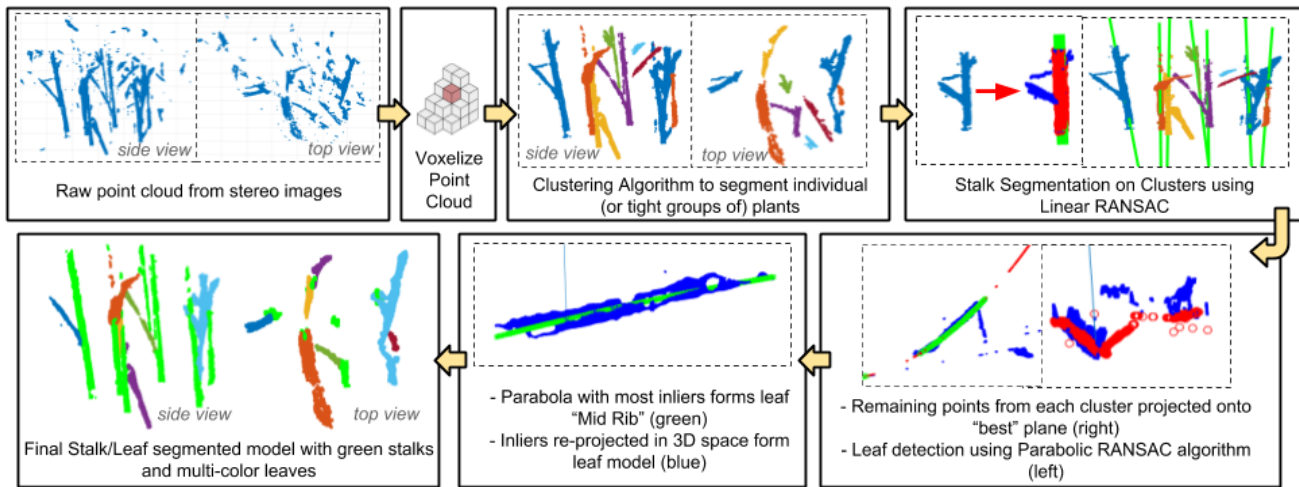 side view
top view
Raw point cloud from stereo images
Voxelize
Point
Cloud
side view
top view
Clustering Algorithm to segment individual
(or tight groups of) plants
Stalk Segmentation on Clusters using
Linear RANSAC
- Remaining points from each cluster projected onto
“best” plane (right)
- Leaf detection using Parabolic RANSAC algorithm
(left)
- Parabola with most inliers forms leaf
“Mid Rib” (green)
- Inliers re-projected in 3D space form
leaf model (blue)
side view
top view
Final Stalk/Leaf segmented model with green stalks
and multi-color leaves